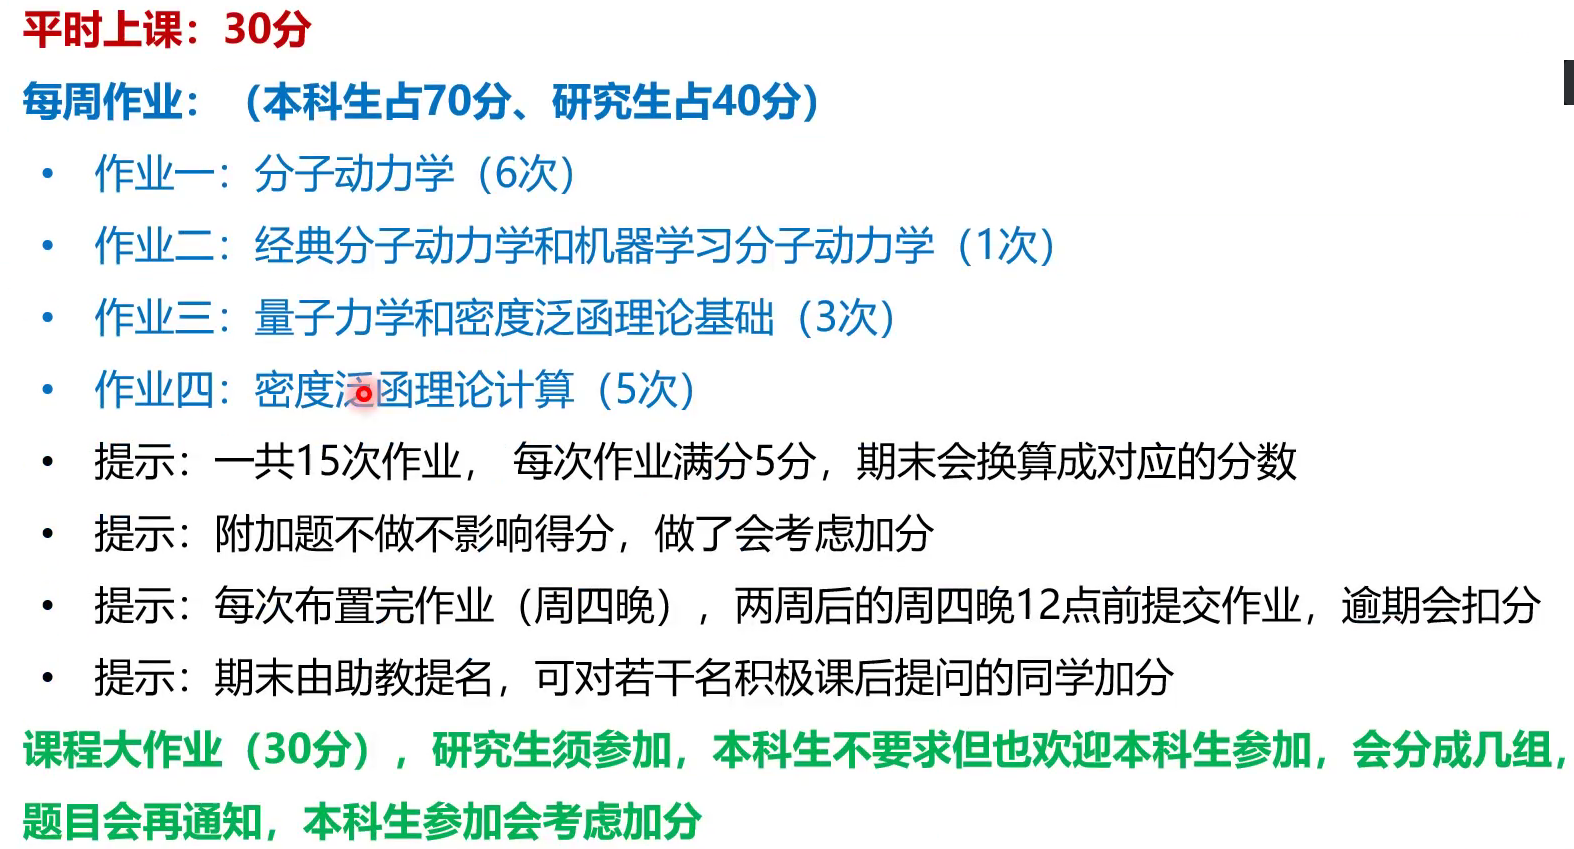 平时上课：30分
每周作业：（本科生占70分、研究生占40分）
• 作业一：分子动力学（6次）
• 作业二：经典分子动力学和机器学习分子动力学（1次）
• 作业三：量子力学和密度泛函理论基础（3次）
• 作业四：密度泛函理论计算（5次）
• 提示：一共15次作业， 每次作业满分5分，期末会换算成对应的分数
• 提示：附加题不做不影响得分，做了会考虑加分
• 提示：每次布置完作业（周四晚），两周后的周四晚12点前提交作业，逾期会扣分
• 提示：期末由助教提名，可对若干名积极课后提问的同学加分
课程大作业（30分），研究生须参加，本科生不要求但也欢迎本科生参加，会分成几组，
题目会再通知，本科生参加会考虑加分